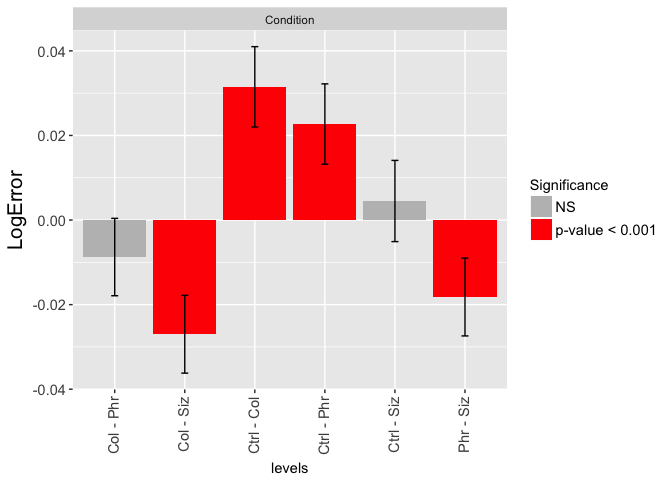 Condition
0.04
0.02
0.00
-0.02
-0.04
LogError
Col - Phr
Col - Siz
Ctrl - Col
Ctrl - Phr
Ctrl - Siz
Phr - Siz
levels
Significance
NS
p-value < 0.001